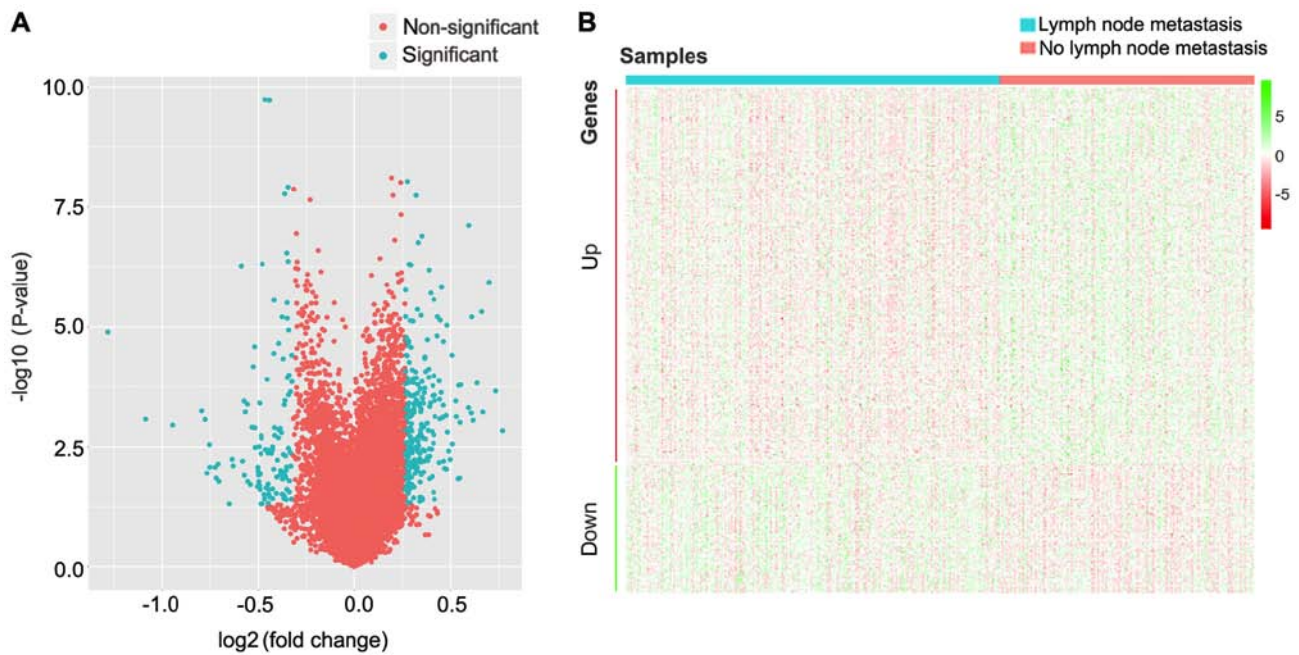 A
Non-significant
Significant
10.0
7.5
5.0
2.5
0.0
-log10 (P-value)
-1.0
-0.5
0.0
0.5
log2 (fold change)
B
Lymph node metastasis
No lymph node metastasis
Samples
Genes
Up
Down
5
0
-5